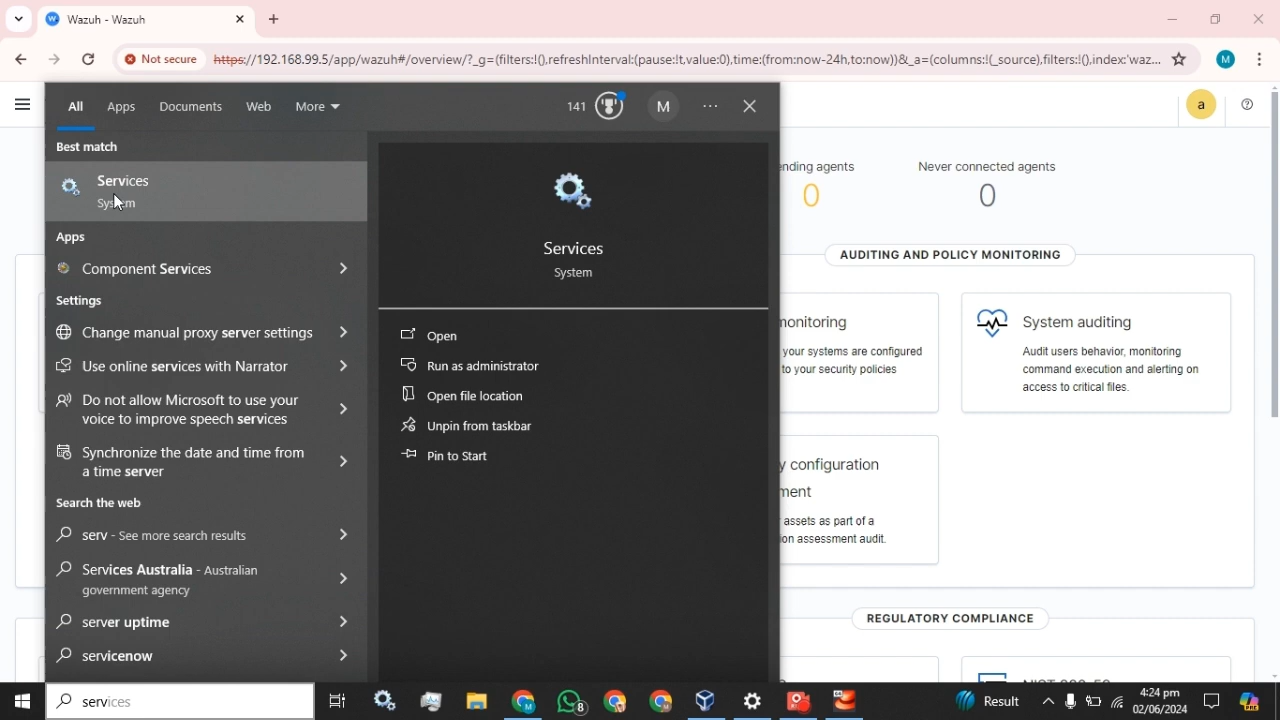 Wazuh - Wazuh
Not secure
https://192.168.99.5/app/wazuh#/overview/?_g=(filters:!(),refreshInterval:(pause:!t,value:0),time:(from:now-24h,to:now))&_a=(columns:!(_source),filters:!(),index:'waz...
M
All
Apps
Documents
Web
More
141
M
a
Best match
Services
System
Apps
Component Services
Settings
Change manual proxy server settings
Use online services with Narrator
Do not allow Microsoft to use your
voice to improve speech services
Synchronize the date and time from
a time server
Search the web
serv - See more search results
Services Australia - Australian
government agency
server uptime
servicenow
Services
System
Open
Run as administrator
Open file location
Unpin from taskbar
Pin to Start
ending agents
0
Never connected agents
0
AUDITING AND POLICY MONITORING
monitoring
your systems are configured
to your security policies
System auditing
Audit users behavior, monitoring
command execution and alerting on
access to critical files.
y configuration
ment
assets as part of a
ion assessment audit.
REGULATORY COMPLIANCE
services
8
Result
4:24 pm
02/06/2024